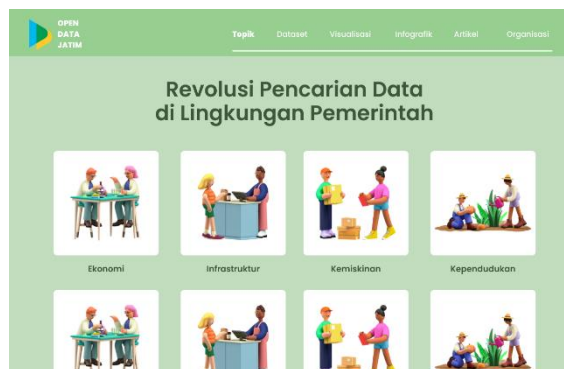 OPEN
DATA
JATIM
Topik Dataset Visualisasi Infografik Artikel Organisasi
Revolusi Pencarian Data
di Lingkungan Pemerintah
Ekonomi Infrastruktur Kemiskinan Kependudukan